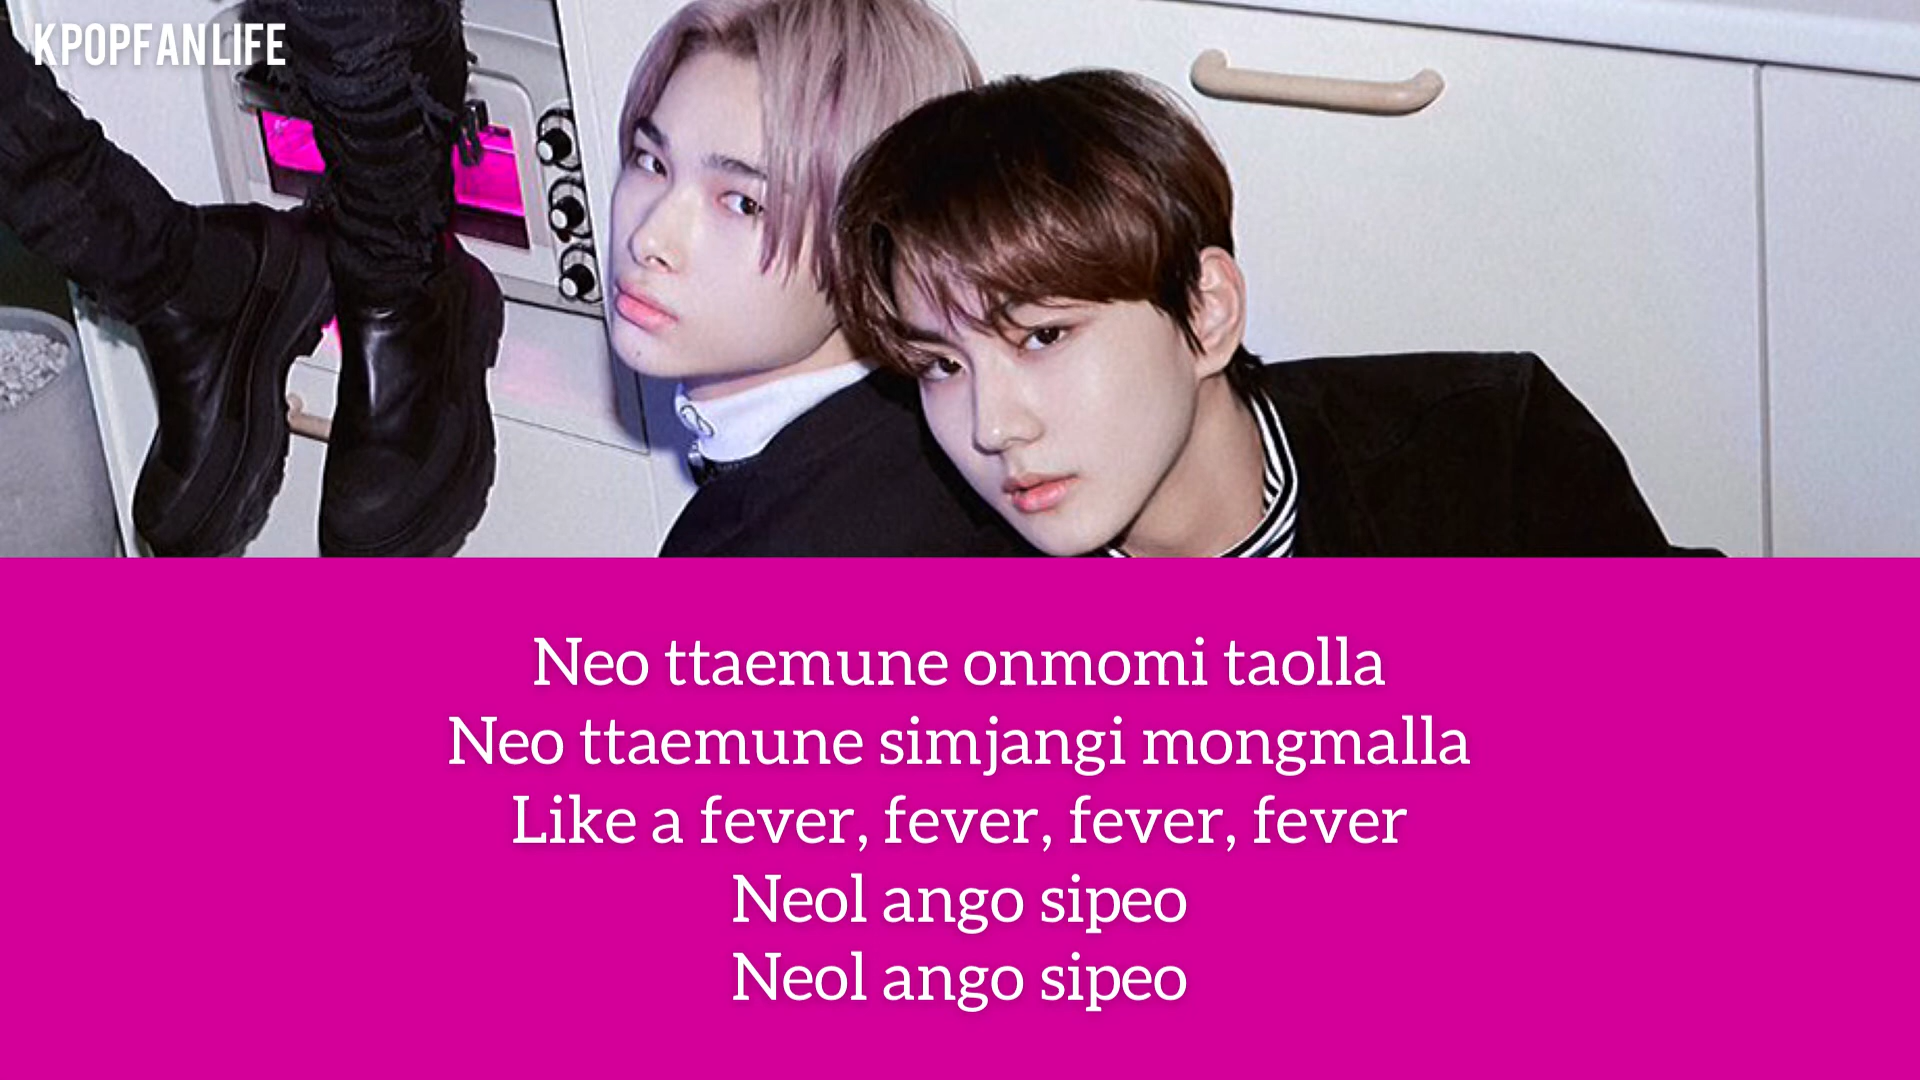 KPOPFANLIFE
Neo ttaemune onmomi taolla
Neo ttaemune simjangi mongmalla
Like a fever, fever, fever, fever
Neol ango sipeo
Neol ango sipeo